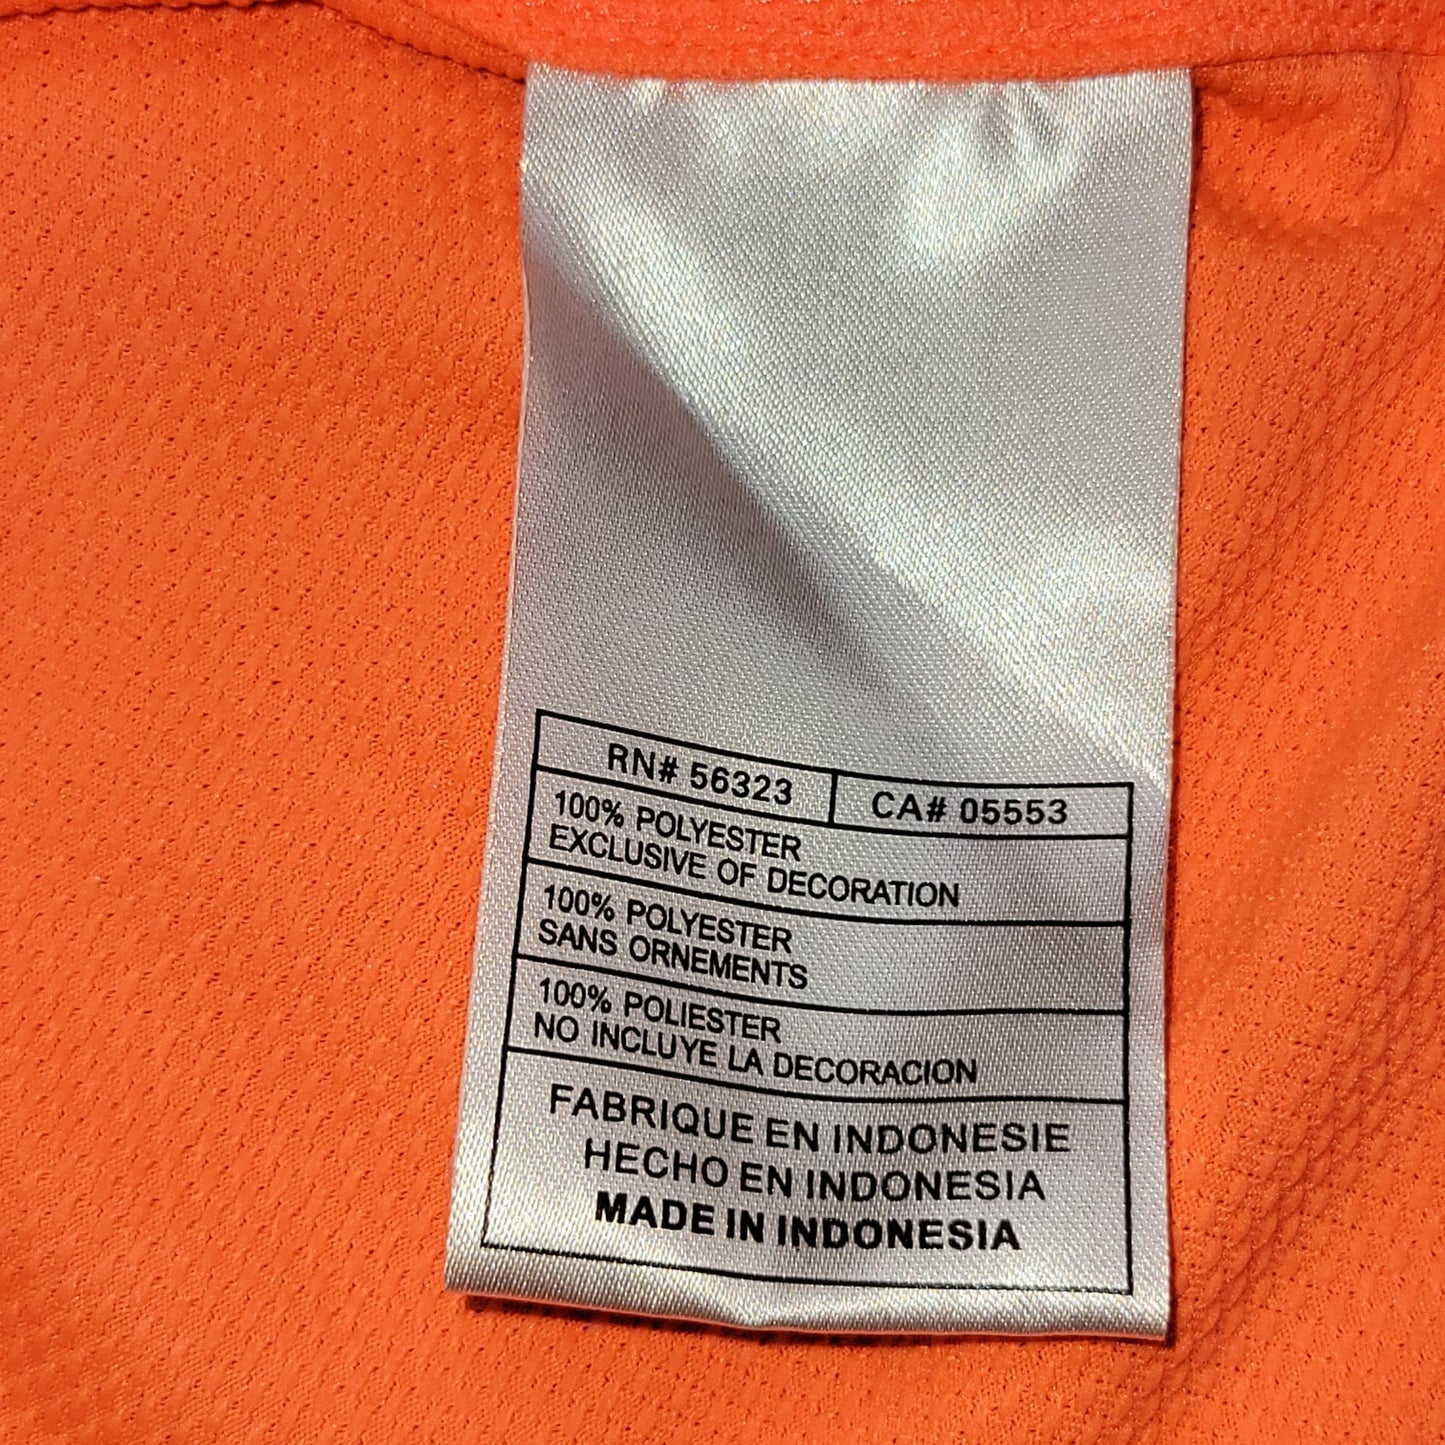 RN# 56323 CA# 05553
100% POLYESTER
EXCLUSIVE OF DECORATION
100% POLYESTER
SANS ORNEMENTS
100% POLIESTER
NO INCLUYE LA DECORACION
FABRIQUE EN INDONESIE
HECHO EN INDONESIA
MADE IN INDONESIA